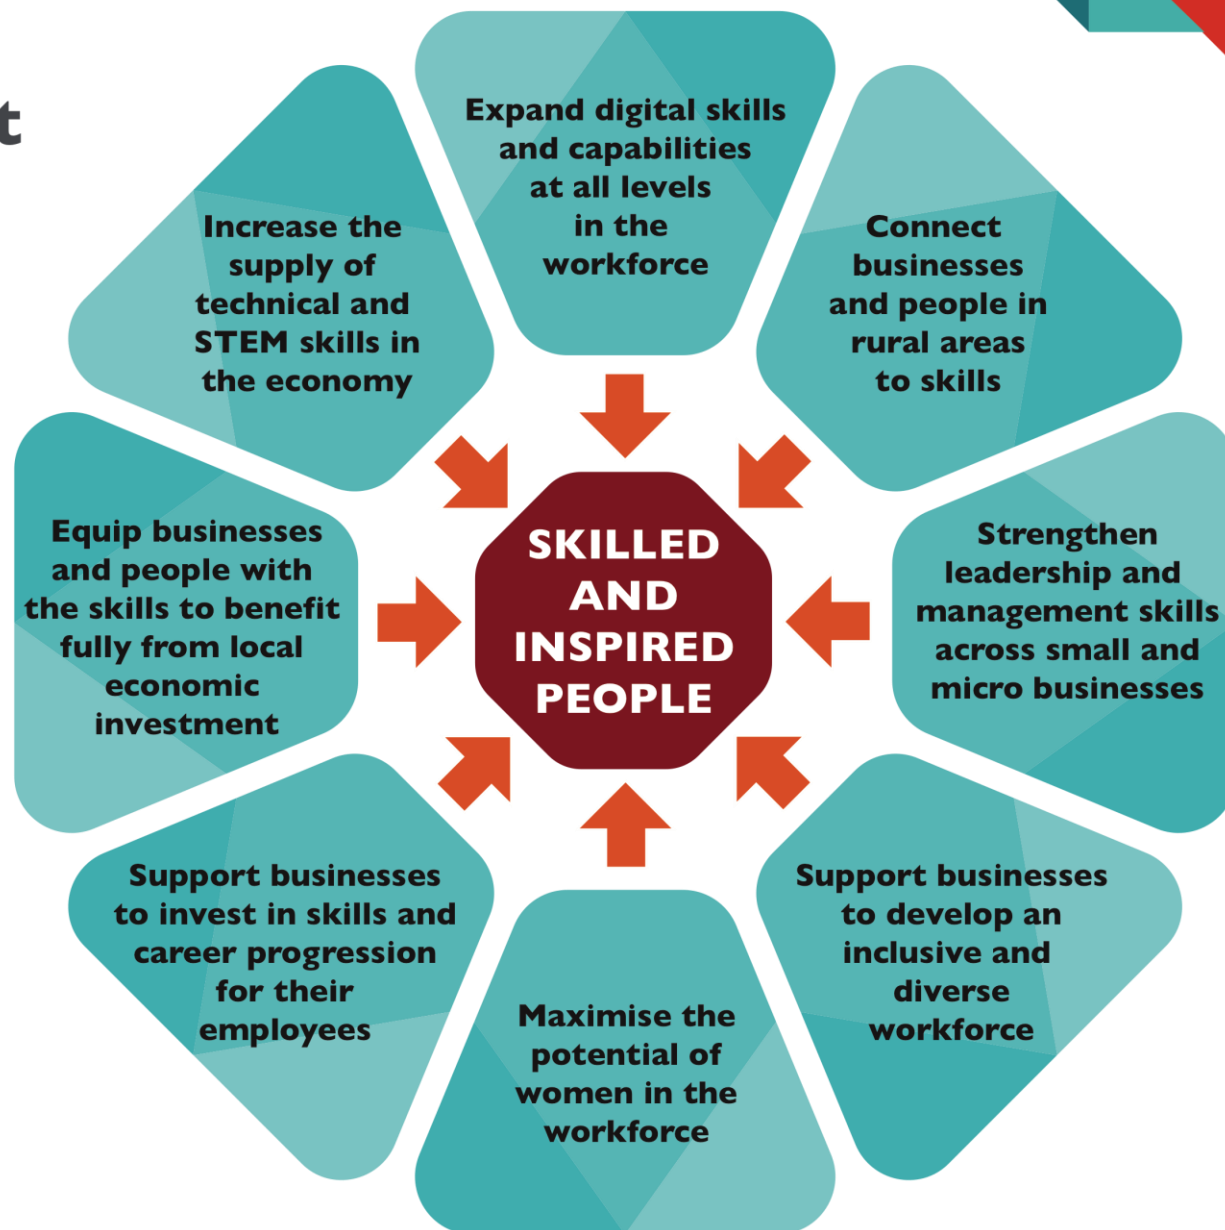 t
Expand digital skills
and capabilities
at all levels
in the
workforce
Connect
businesses
and people in
rural areas
to skills
Strengthen
leadership and
management skills
across small and
micro businesses
Support businesses
to develop an
inclusive and
diverse
workforce
Maximise the
potential of
women in the
workforce
Support businesses
to invest in skills and
career progression
for their
employees
Equip businesses
and people with
the skills to benefit
fully from local
economic
investment
Increase the
supply of
technical and
STEM skills in
the economy
SKILLED
AND
INSPIRED
PEOPLE